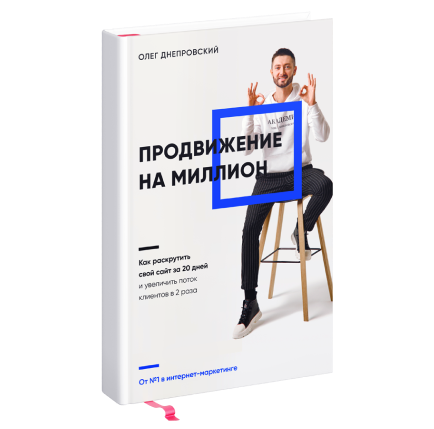 ОЛЕГ ДНЕПРОВСКИЙ
АКАДЕМИ
ПРОДВИЖЕНИЕ
НА МИЛЛИОН
Как раскрутить
свой сайт за 20 дней
и увеличить поток
клиентов в 2 раза
От №1 в интернет-маркетинге